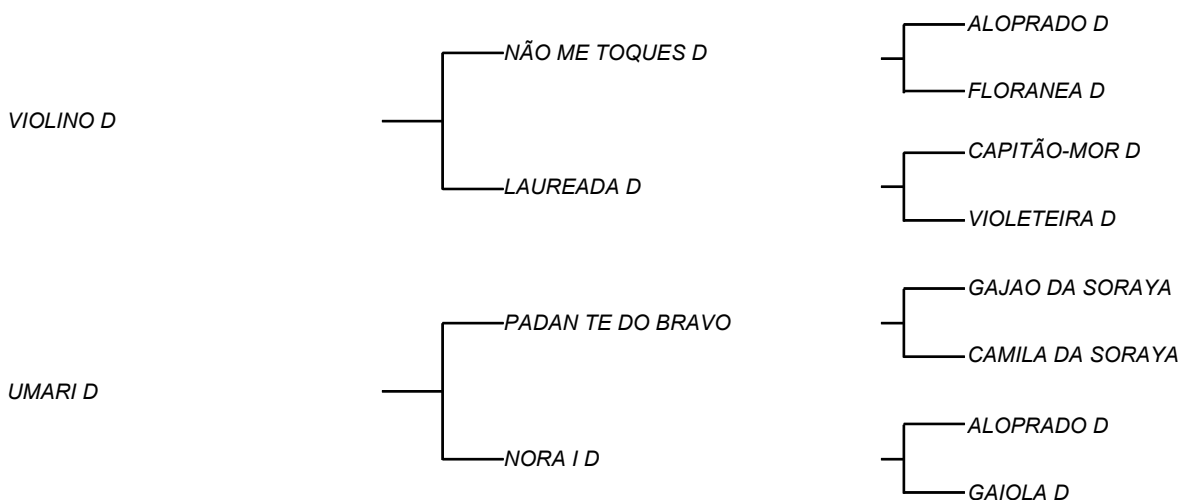 ALOPRADO D
NÃO ME TOQUES D
FLORANEA D
VIOLINO D
CAPITÃO-MOR D
LAUREADA D
VIOLETEIRA D
GAJAO DA SORAYA
PADAN TE DO BRAVO
CAMILA DA SORAYA
UMARI D
ALOPRADO D
NORA I D
GAIOLA D